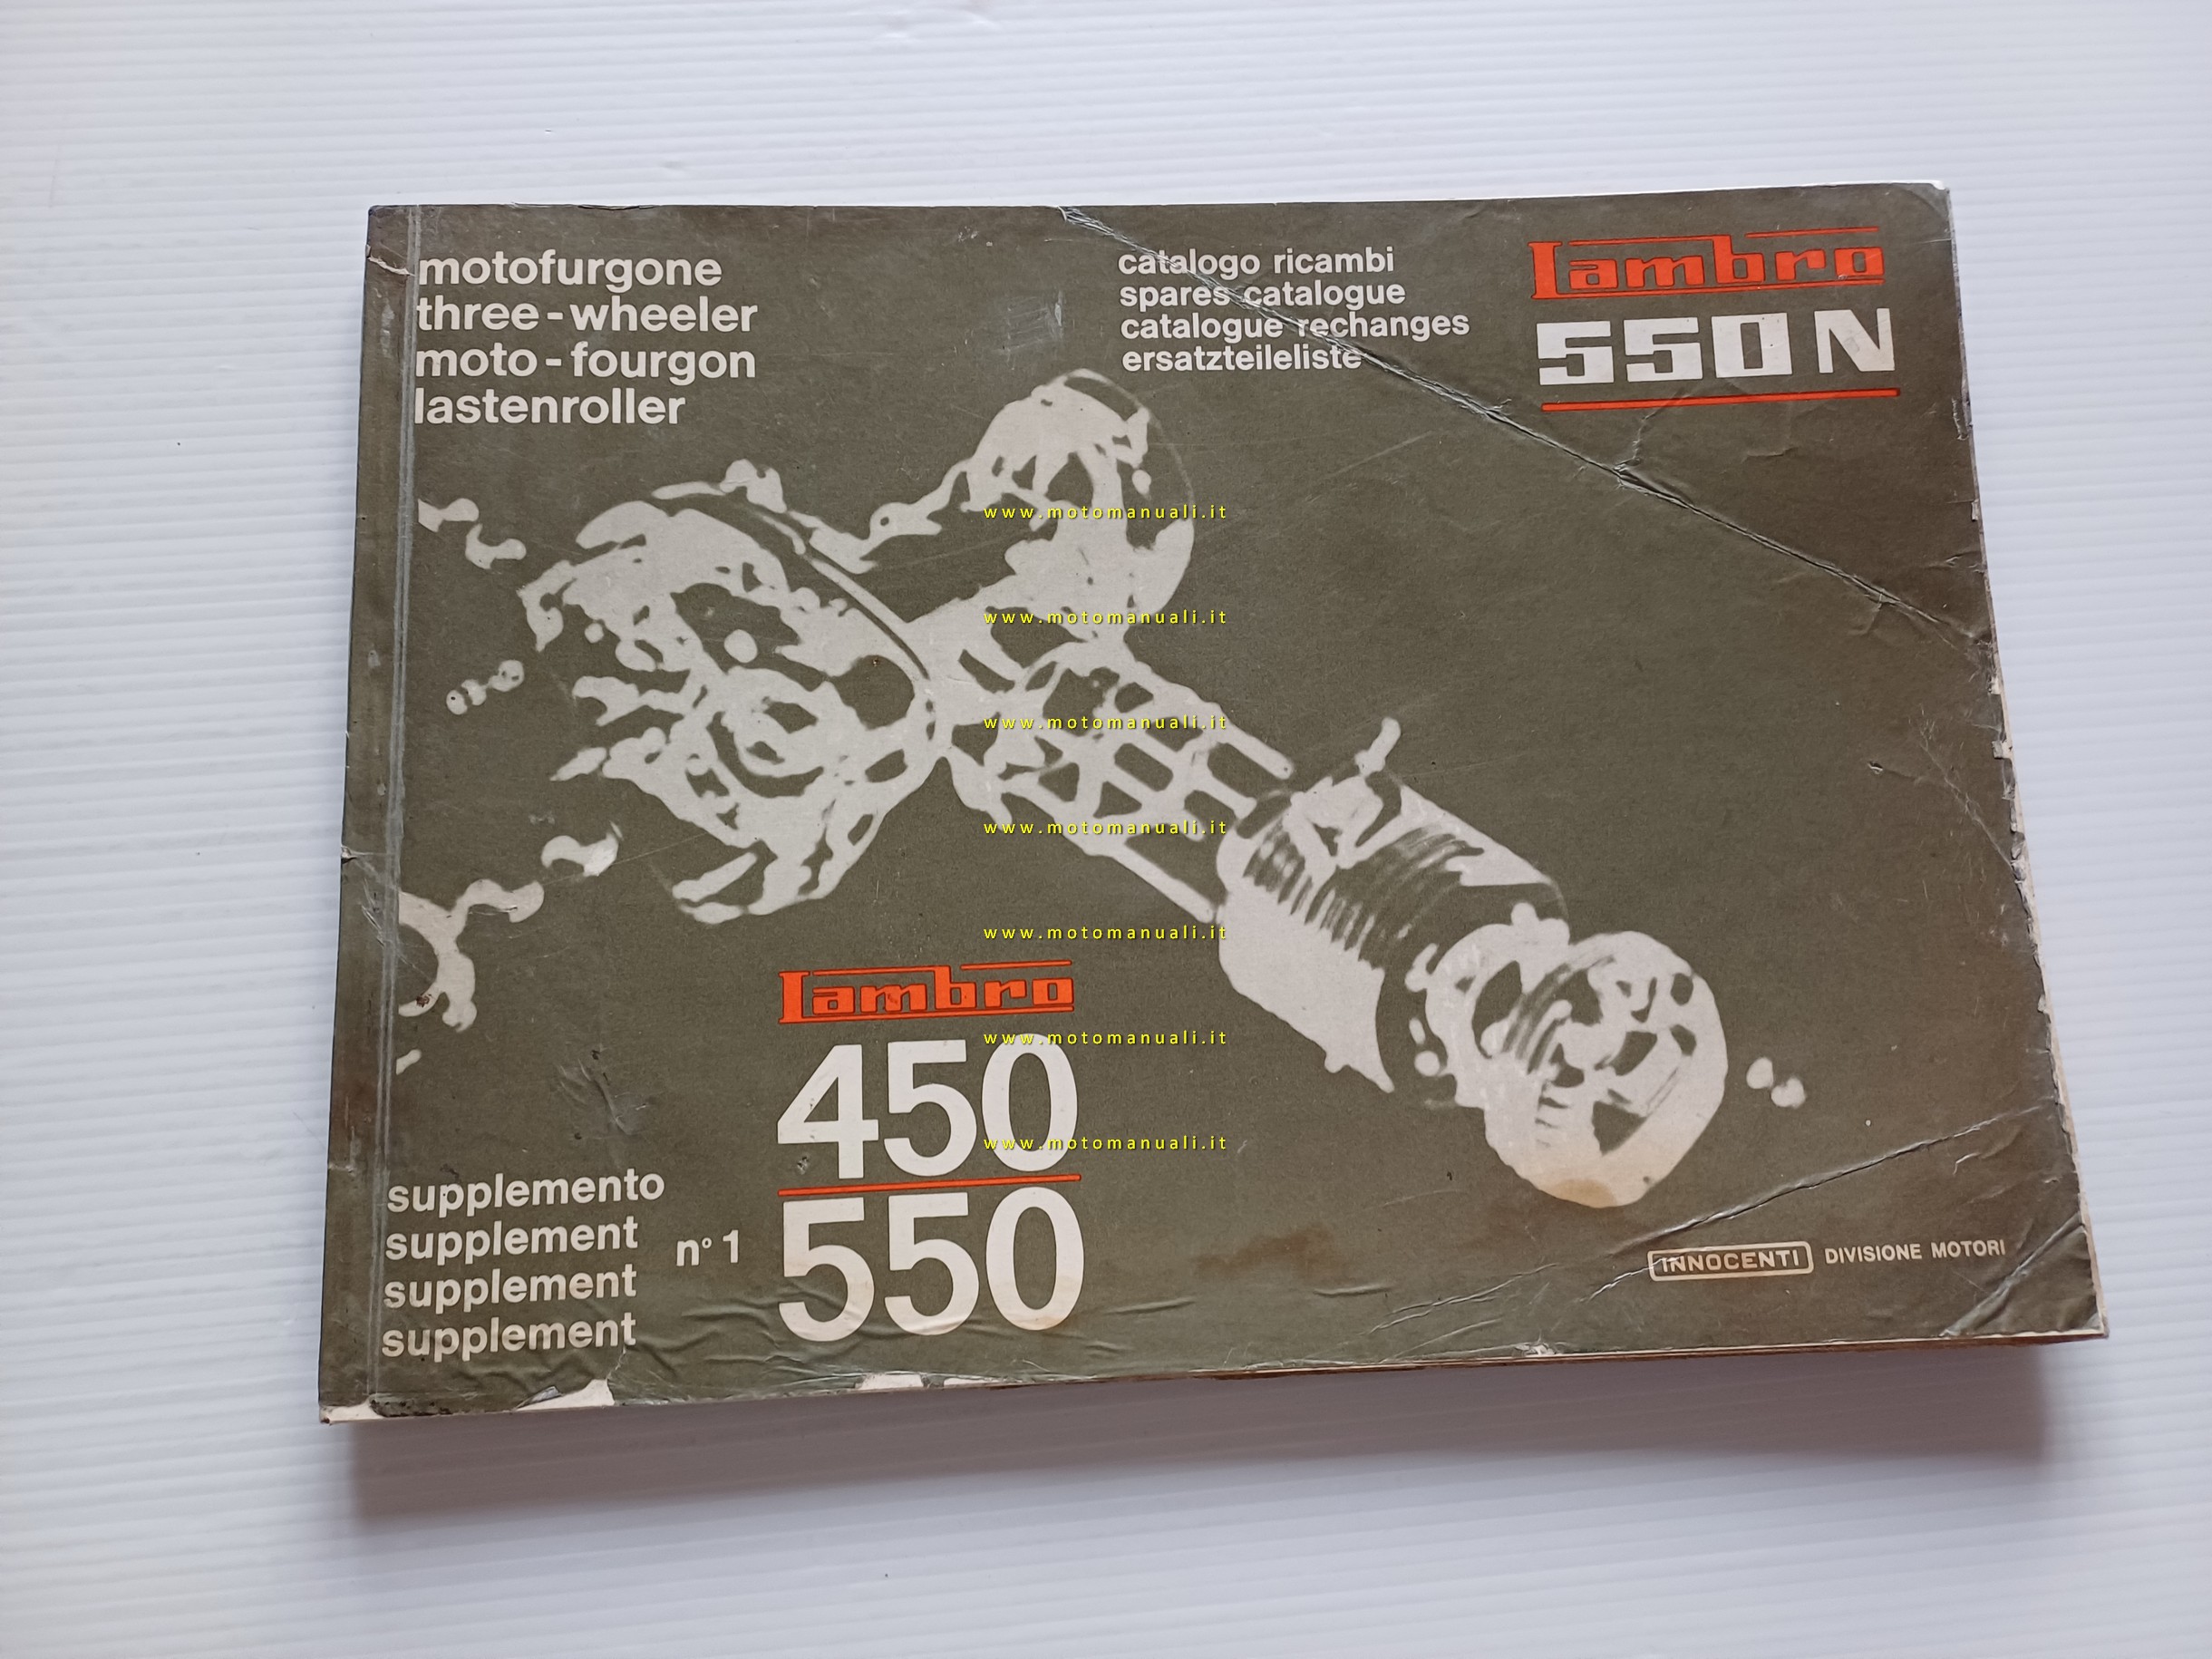 motofurgone
three-wheeler
moto-fourgon
lastenroller
catalogo ricambi
spares catalogue
catalogue rechanges
ersatzteileliste
lambro
550 N
www.motomanuali.it
www.motomanuali.it
www.motomanuali.it
www.motomanuali.it
www.motomanuali.it
lambro
www.motomanuali.it
450
www.motomanuali.it
550
supplemento
supplement
supplement
supplement
n° 1
INNOCENTI DIVISIONE MOTORI